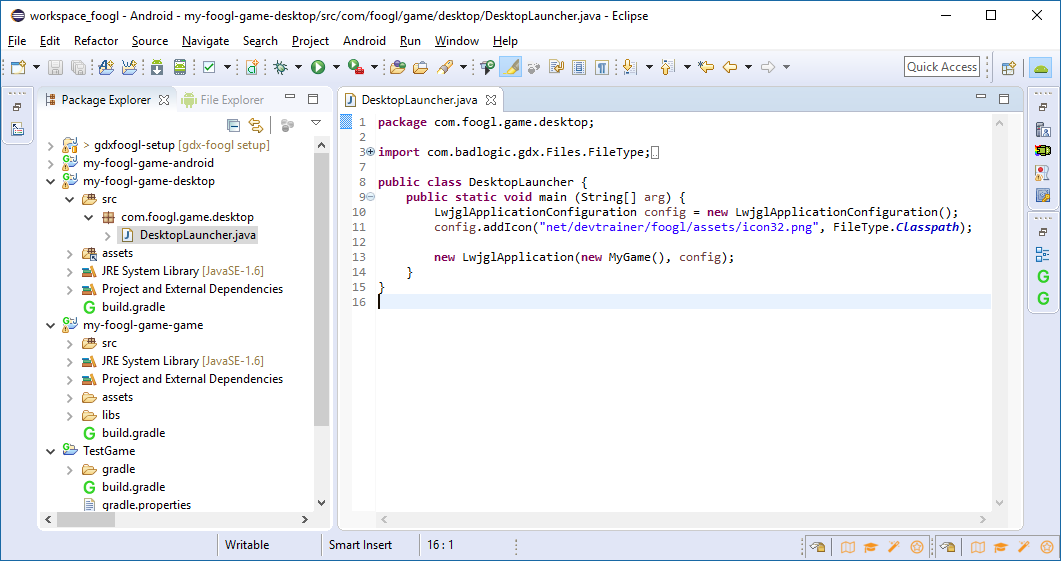 workspace_foogl - Android - my-foogl-game-desktop/src/com/foogl/game/desktop/DesktopLauncher.java - Eclipse
File Edit Refactor Source Navigate Search Project Android Run Window Help
Quick Access
Package Explorer File Explorer
> gdxfoogl-setup [gdx-foogl setup]
my-foogl-game-android
my-foogl-game-desktop
src
com.foogl.game.desktop
DesktopLauncher.java
assets
JRE System Library [JavaSE-1.6]
Project and External Dependencies
build.gradle
my-foogl-game-game
src
JRE System Library [JavaSE-1.6]
Project and External Dependencies
assets
libs
build.gradle
TestGame
gradle
build.gradle
gradle.properties
DesktopLauncher.java
1 package com.foogl.game.desktop;
2
3 import com.badlogic.gdx.Files.FileType;
7
8 public class DesktopLauncher {
9 public static void main (String[] arg) {
10 LwjglApplicationConfiguration config = new LwjglApplicationConfiguration();
11 config.addIcon("net/devtrainer/foogl/assets/icon32.png", FileType.Classpath);
12
13 new LwjglApplication(new MyGame(), config);
14 }
15 }
16
Writable Smart Insert 16 : 1